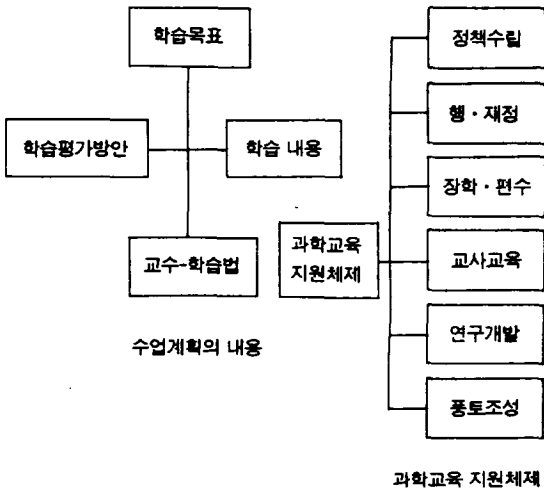 학습목표
학습평가방안
학습 내용
교수-학습법
수업계획의 내용
정책수립
행·재정
장학·편수
과학교육
지원체제
교사교육
연구개발
풍토조성
과학교육 지원체제